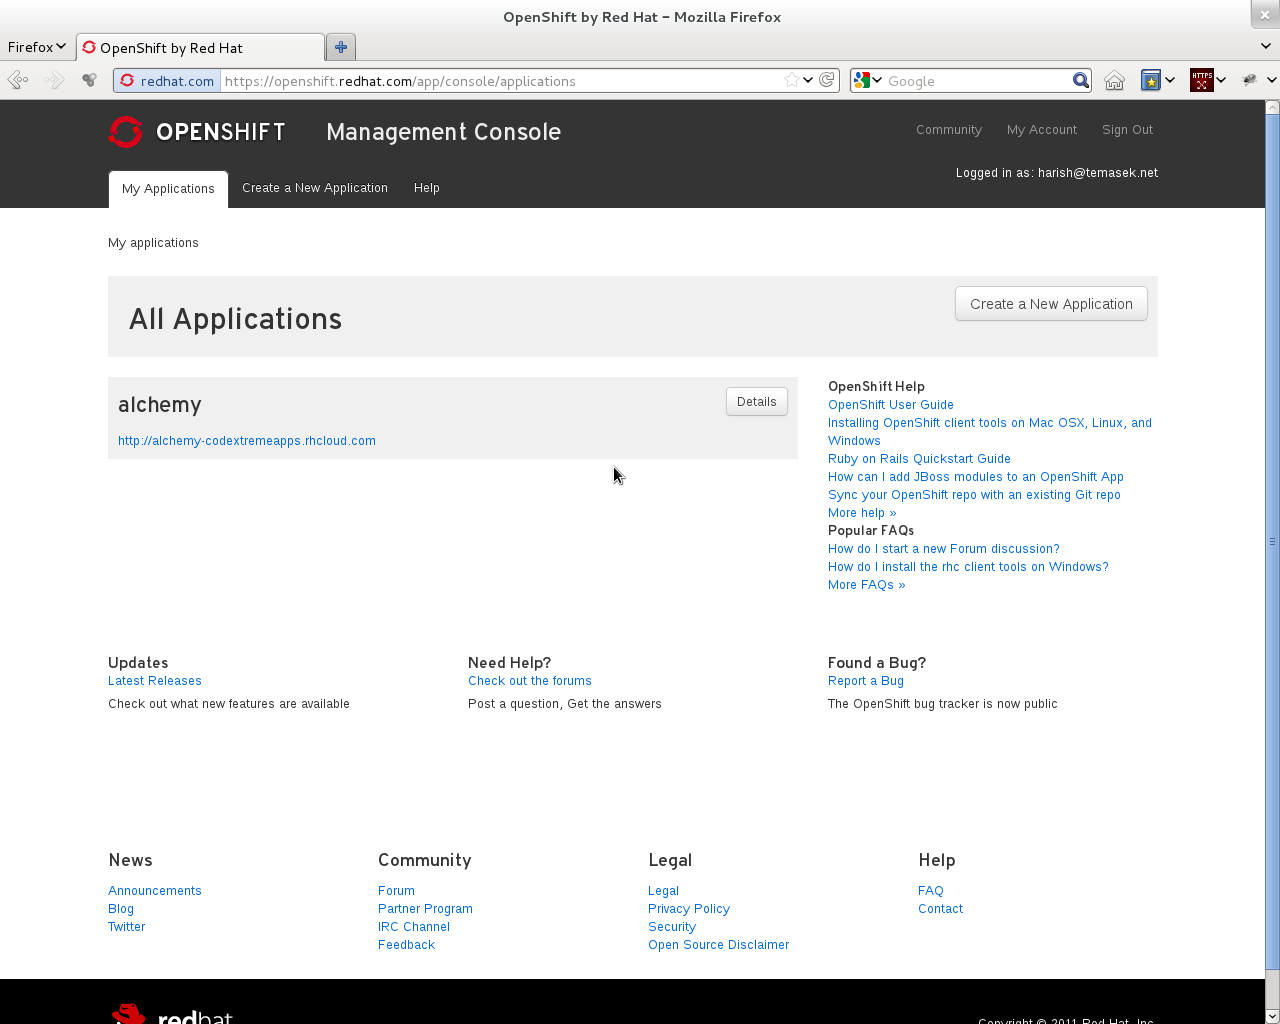 OpenShift by Red Hat – Mozilla Firefox
Firefox
OpenShift by Red Hat
redhat.com
https://openshift.redhat.com/app/console/applications
Google
HTTPS
OPENSHIFT
Management Console
Community
My Account
Sign Out
Logged in as: harish@temasek.net
My Applications
Create a New Application
Help
My applications
All Applications
Create a New Application
alchemy
Details
http://alchemy-codextremeapps.rhcloud.com
OpenShift Help
OpenShift User Guide
Installing OpenShift client tools on Mac OSX, Linux, and
Windows
Ruby on Rails Quickstart Guide
How can I add JBoss modules to an OpenShift App
Sync your OpenShift repo with an existing Git repo
More help »
Popular FAQs
How do I start a new Forum discussion?
How do I install the rhc client tools on Windows?
More FAQs »
Updates
Latest Releases
Check out what new features are available
Need Help?
Check out the forums
Post a question, Get the answers
Found a Bug?
Report a Bug
The OpenShift bug tracker is now public
News
Announcements
Blog
Twitter
Community
Forum
Partner Program
IRC Channel
Feedback
Legal
Legal
Privacy Policy
Security
Open Source Disclaimer
Help
FAQ
Contact
redhat
Copyright © 2011 Red Hat, Inc.